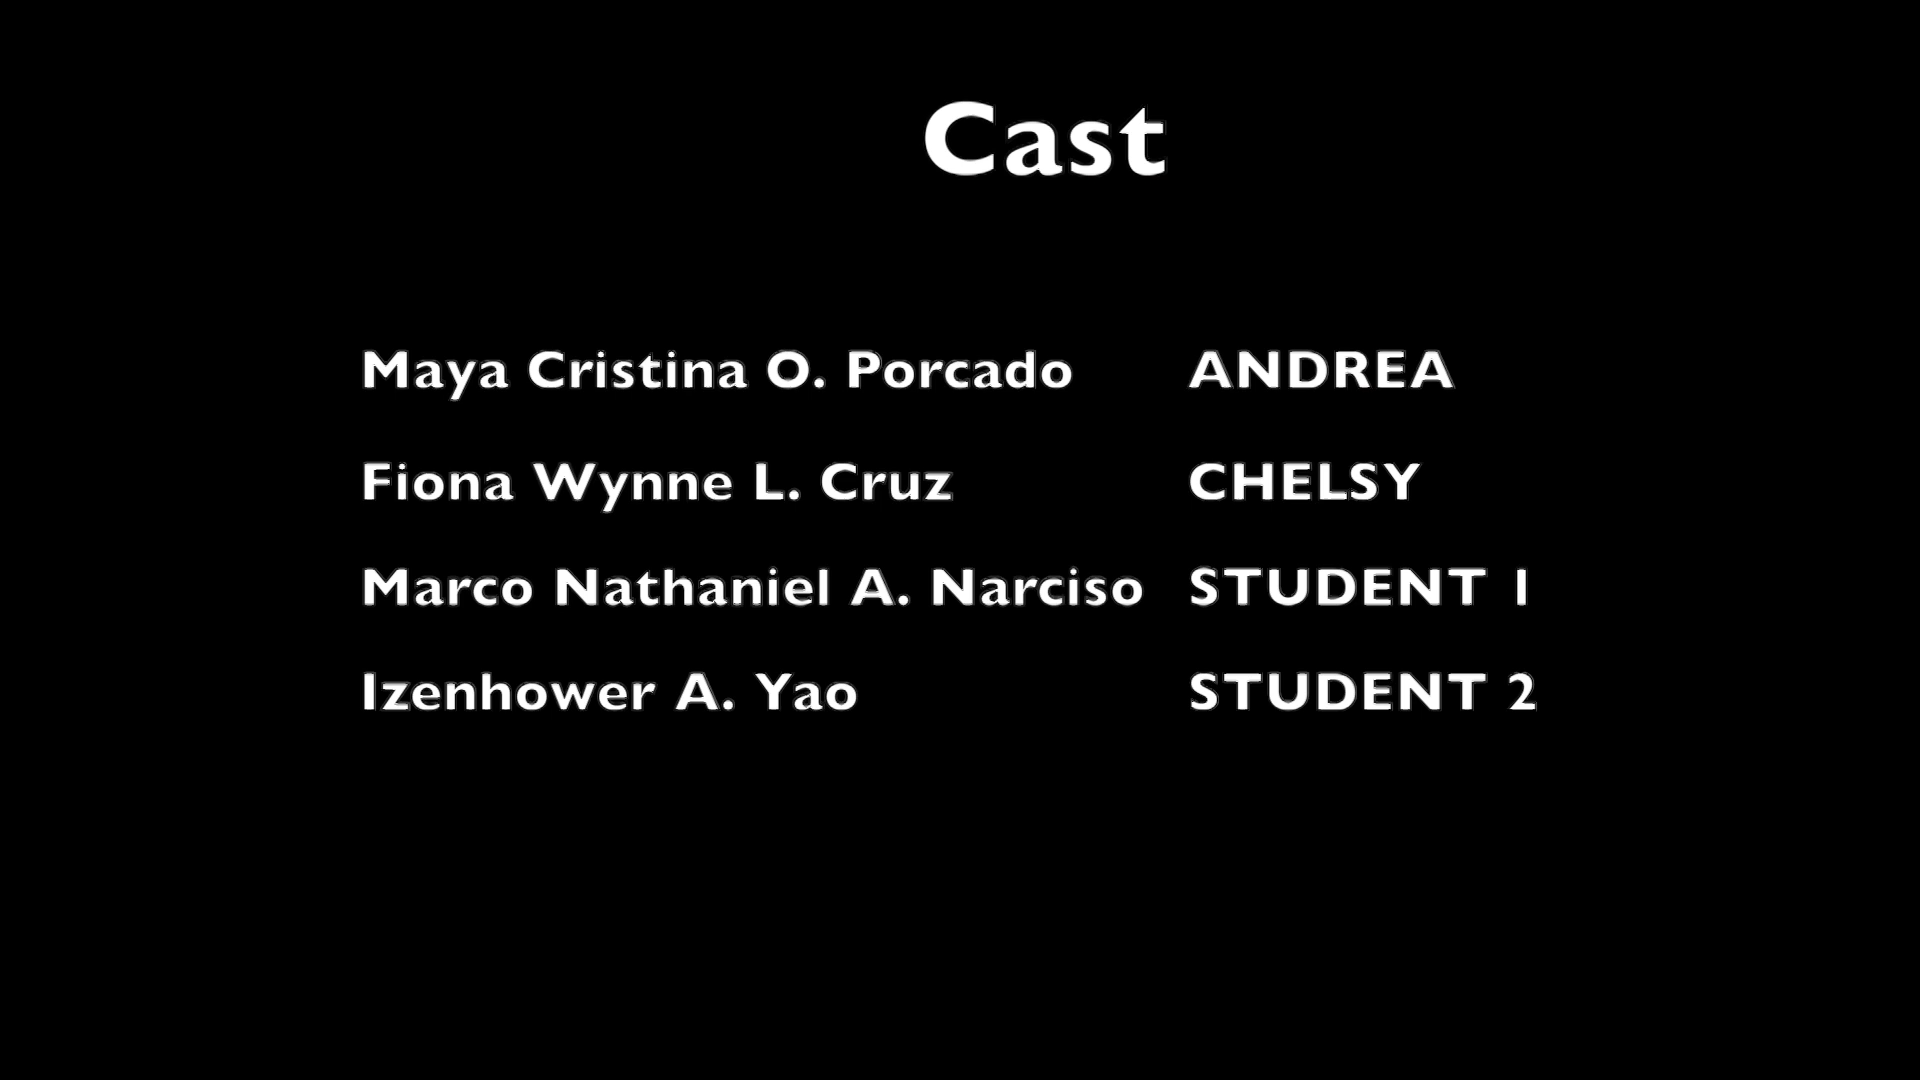 Cast
Maya Cristina O. Porcado ANDREA
Fiona Wynne L. Cruz CHELSY
Marco Nathaniel A. Narciso STUDENT 1
Izenhower A. Yao STUDENT 2